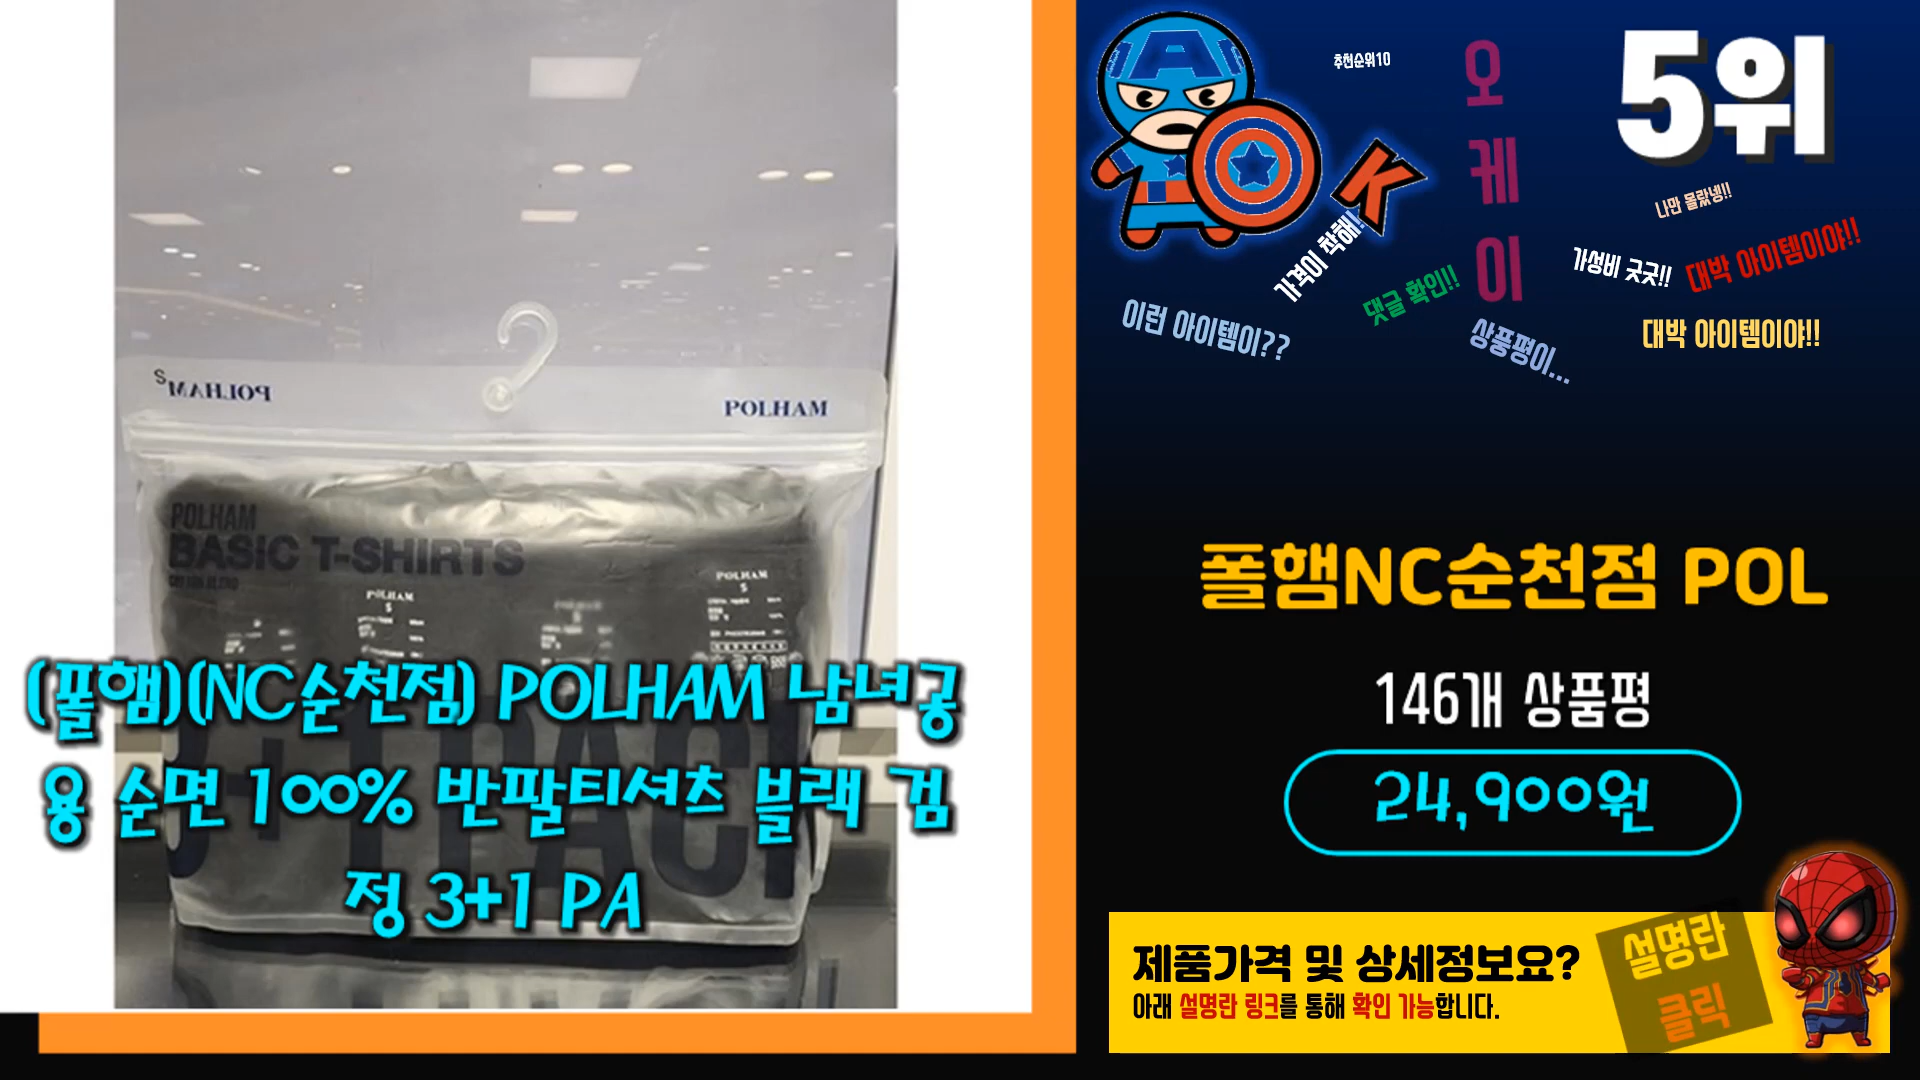 추천순위10
오
케
이
5위
K
나만 몰랐넹!!
가격이 착해!
가성비 굿굿!!
대박 아이템이야!!
댓글 확인!!
이런 아이템이??
상품평이...
대박 아이템이야!!
S
POLHAM
POLHAM
POLHAM
BASIC T-SHIRTS
POLHAM
S
POLHAM
S
3+1 PACK
(폴햄)(NC순천점) POLHAM 남녀공
용 순면 100% 반팔티셔츠 블랙 검
정 3+1 PA
폴햄NC순천점 POL
146개 상품평
24,900원
제품가격 및 상세정보요?
아래 설명란 링크를 통해 확인 가능합니다.
설명란
클릭